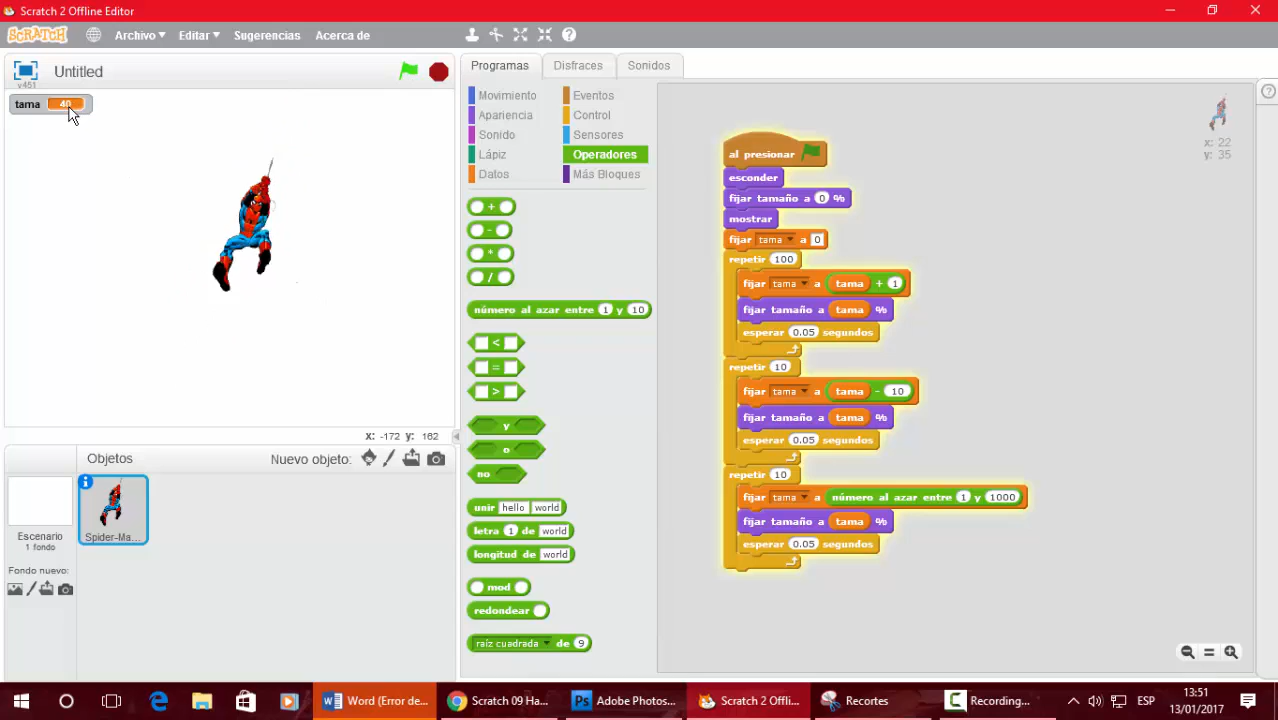 Scratch 2 Offline Editor
SCRATCH Archivo Editar Sugerencias Acerca de
v451 Untitled
tama 40
x: -172 y: 162
Objetos Nuevo objeto:
Escenario
1 fondo
Fondo nuevo:
Spider-Ma...
Programas Disfraces Sonidos
Movimiento Eventos
Apariencia Control
Sonido Sensores
Lápiz Operadores
Datos Más Bloques
+
-
*
/
número al azar entre 1 y 10
<
=
>
y
o
no
unir hello world
letra 1 de world
longitud de world
mod
redondear
raíz cuadrada de 9
al presionar
esconder
fijar tamaño a 0 %
mostrar
fijar tama a 0
repetir 100
fijar tama a tama + 1
fijar tamaño a tama %
esperar 0.05 segundos
repetir 10
fijar tama a tama - 10
fijar tamaño a tama %
esperar 0.05 segundos
repetir 10
fijar tama a número al azar entre 1 y 1000
fijar tamaño a tama %
esperar 0.05 segundos
x: 22
y: 35
Word (Error de... Scratch 09 Ha... Adobe Photos... Scratch 2 Offli... Recortes Recording... ESP 13:51
13/01/2017